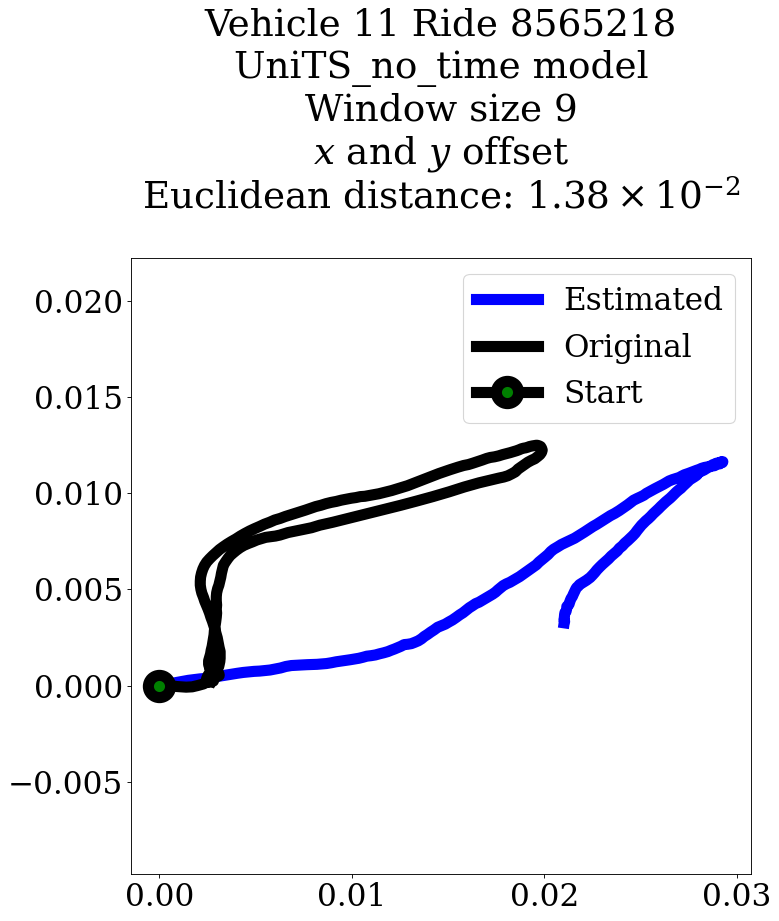 Vehicle 11 Ride 8565218
UniTS_no_time model
Window size 9
x and y offset
Euclidean distance: 1.38 × 10⁻²
Estimated
Original
Start
0.020
0.015
0.010
0.005
0.000
−0.005
0.00 0.01 0.02 0.03